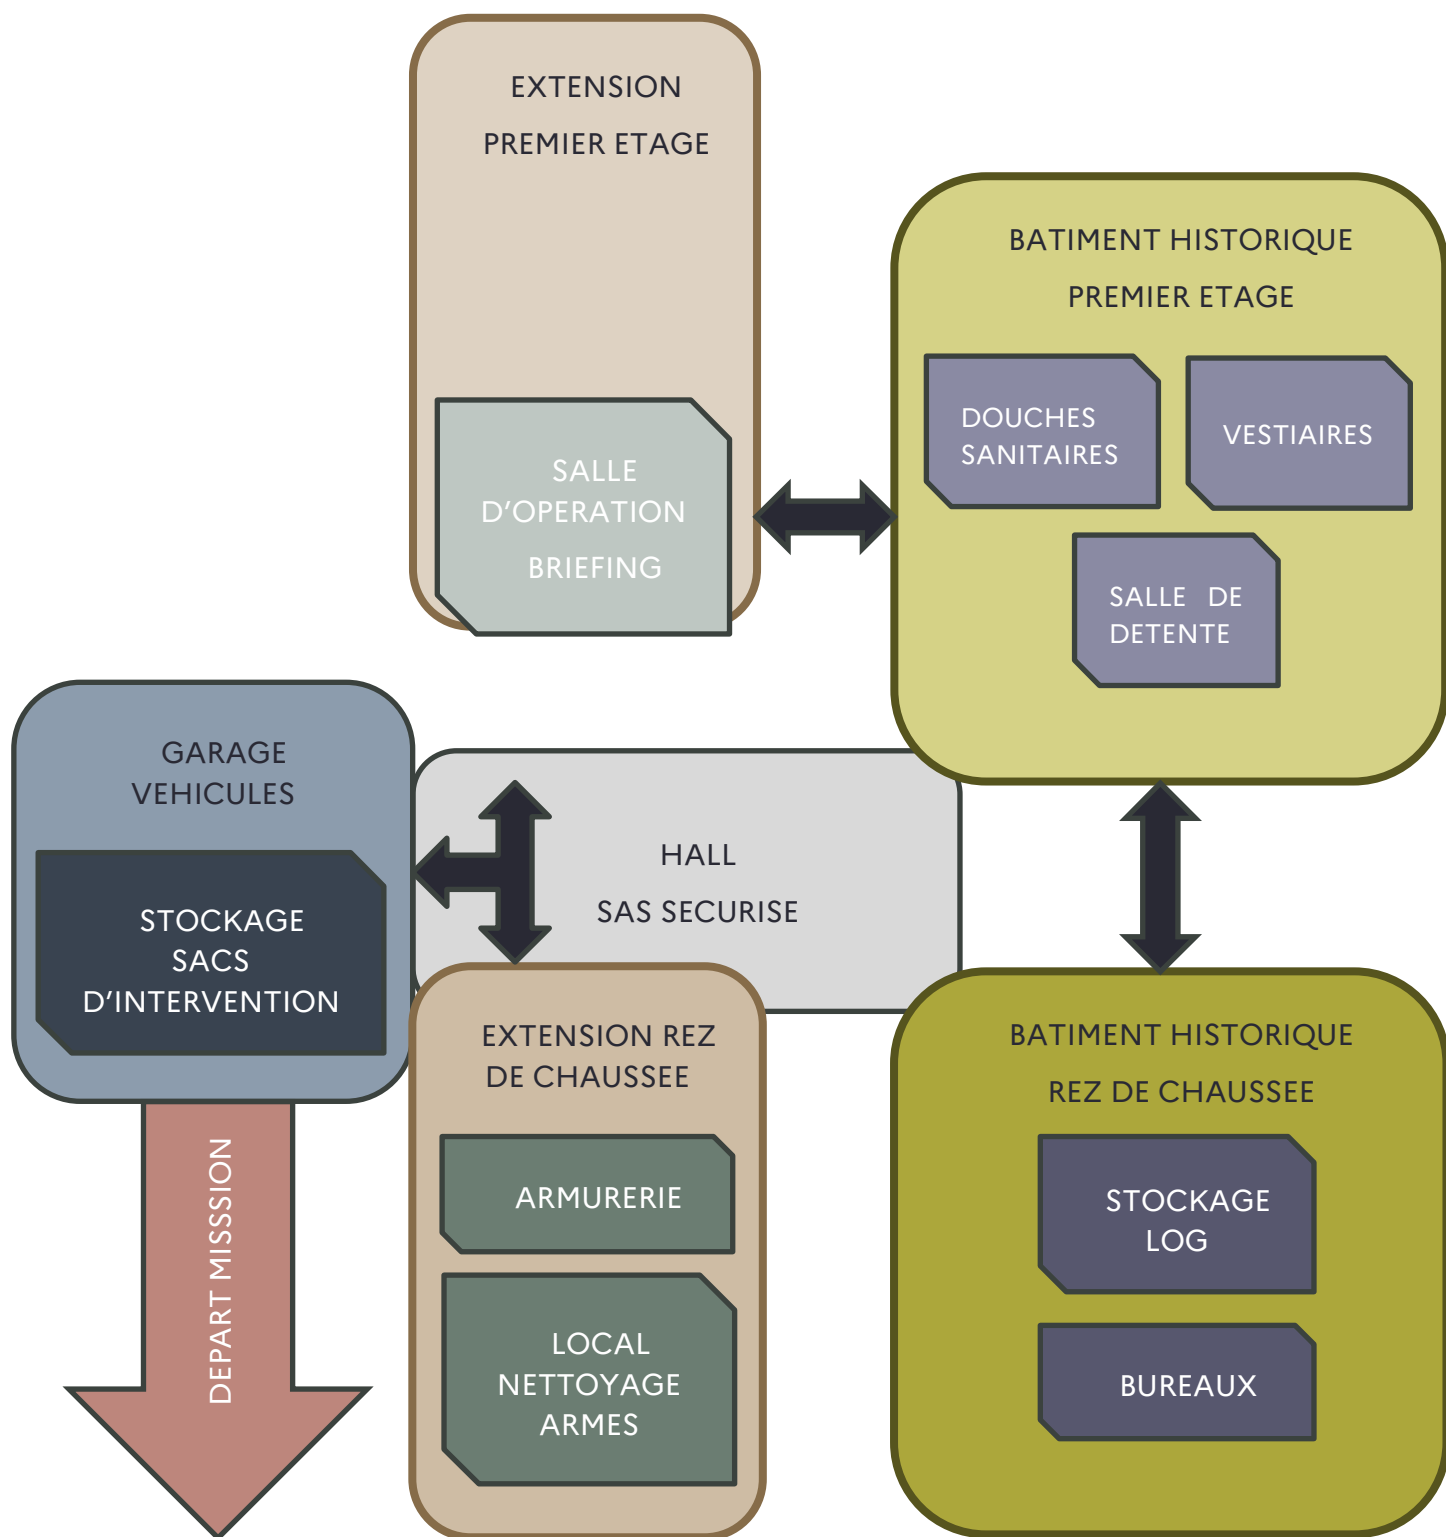 EXTENSION
PREMIER ETAGE
SALLE
D’OPERATION
BRIEFING
BATIMENT HISTORIQUE
PREMIER ETAGE
DOUCHES
SANITAIRES
VESTIAIRES
SALLE DE
DETENTE
GARAGE
VEHICULES
STOCKAGE
SACS
D’INTERVENTION
HALL
SAS SECURISE
DEPART MISSSION
EXTENSION REZ
DE CHAUSSEE
ARMURERIE
LOCAL
NETTOYAGE
ARMES
BATIMENT HISTORIQUE
REZ DE CHAUSSEE
STOCKAGE
LOG
BUREAUX